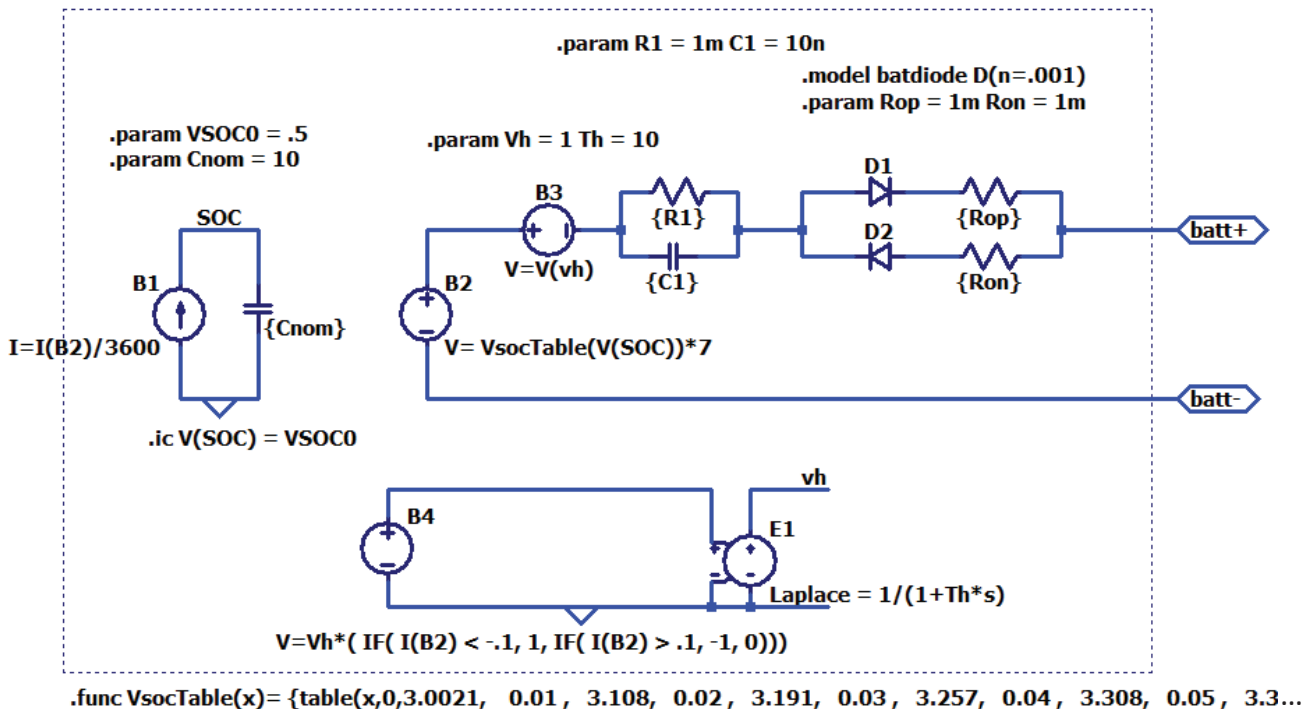 .param R1 = 1m C1 = 10n
.model batdiode D(n=.001)
.param Rop = 1m Ron = 1m
.param VSOC0 = .5
.param Cnom = 10
.param Vh = 1 Th = 10
D1
B3
{R1}
{Rop}
SOC
batt+
D2
V=V(vh)
{C1}
{Ron}
B1
B2
{Cnom}
I=I(B2)/3600
V= VsocTable(V(SOC))*7
batt-
.ic V(SOC) = VSOC0
vh
B4
E1
Laplace = 1/(1+Th*s)
V=Vh*( IF( I(B2) < -.1, 1, IF( I(B2) > .1, -1, 0)))
.func VsocTable(x)= {table(x,0,3.0021, 0.01 , 3.108, 0.02 , 3.191, 0.03 , 3.257, 0.04 , 3.308, 0.05 , 3.3...